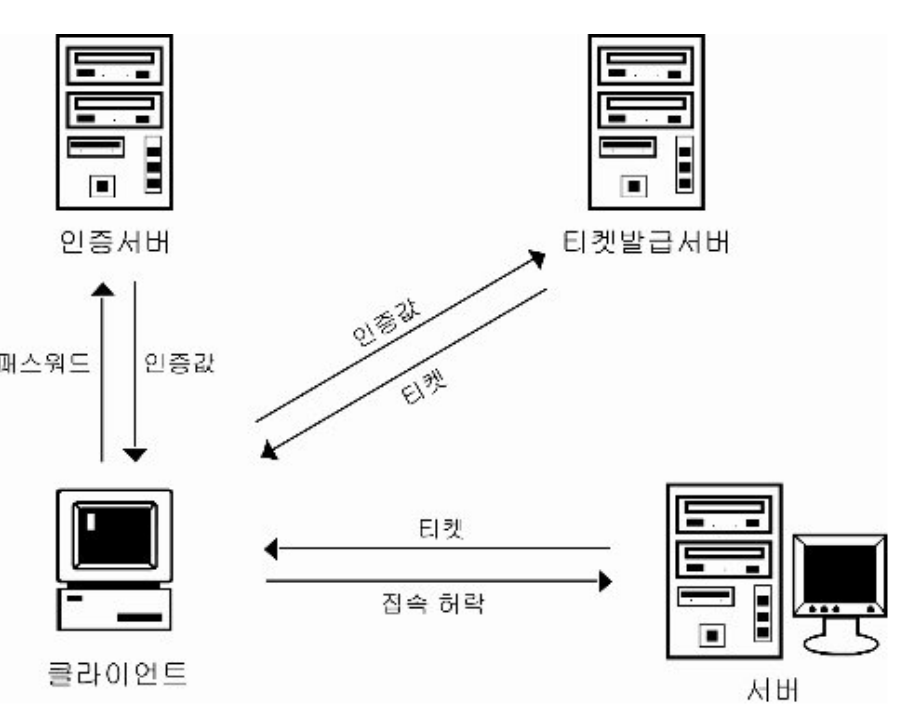 인증서버
티켓발급서버
패스워드
인증값
인증값
티켓
티켓
접속 허락
클라이언트
서버